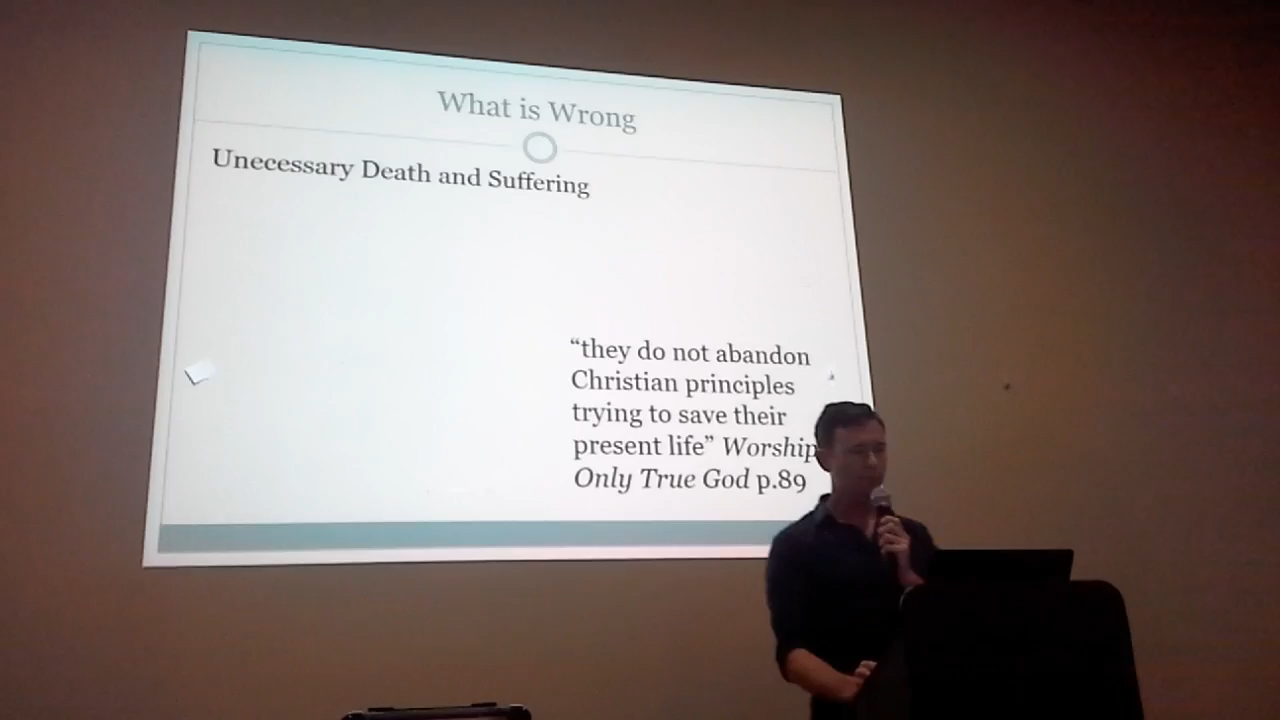 What is Wrong
Unecessary Death and Suffering
“they do not abandon
Christian principles
trying to save their
present life” Worship
Only True God p.89